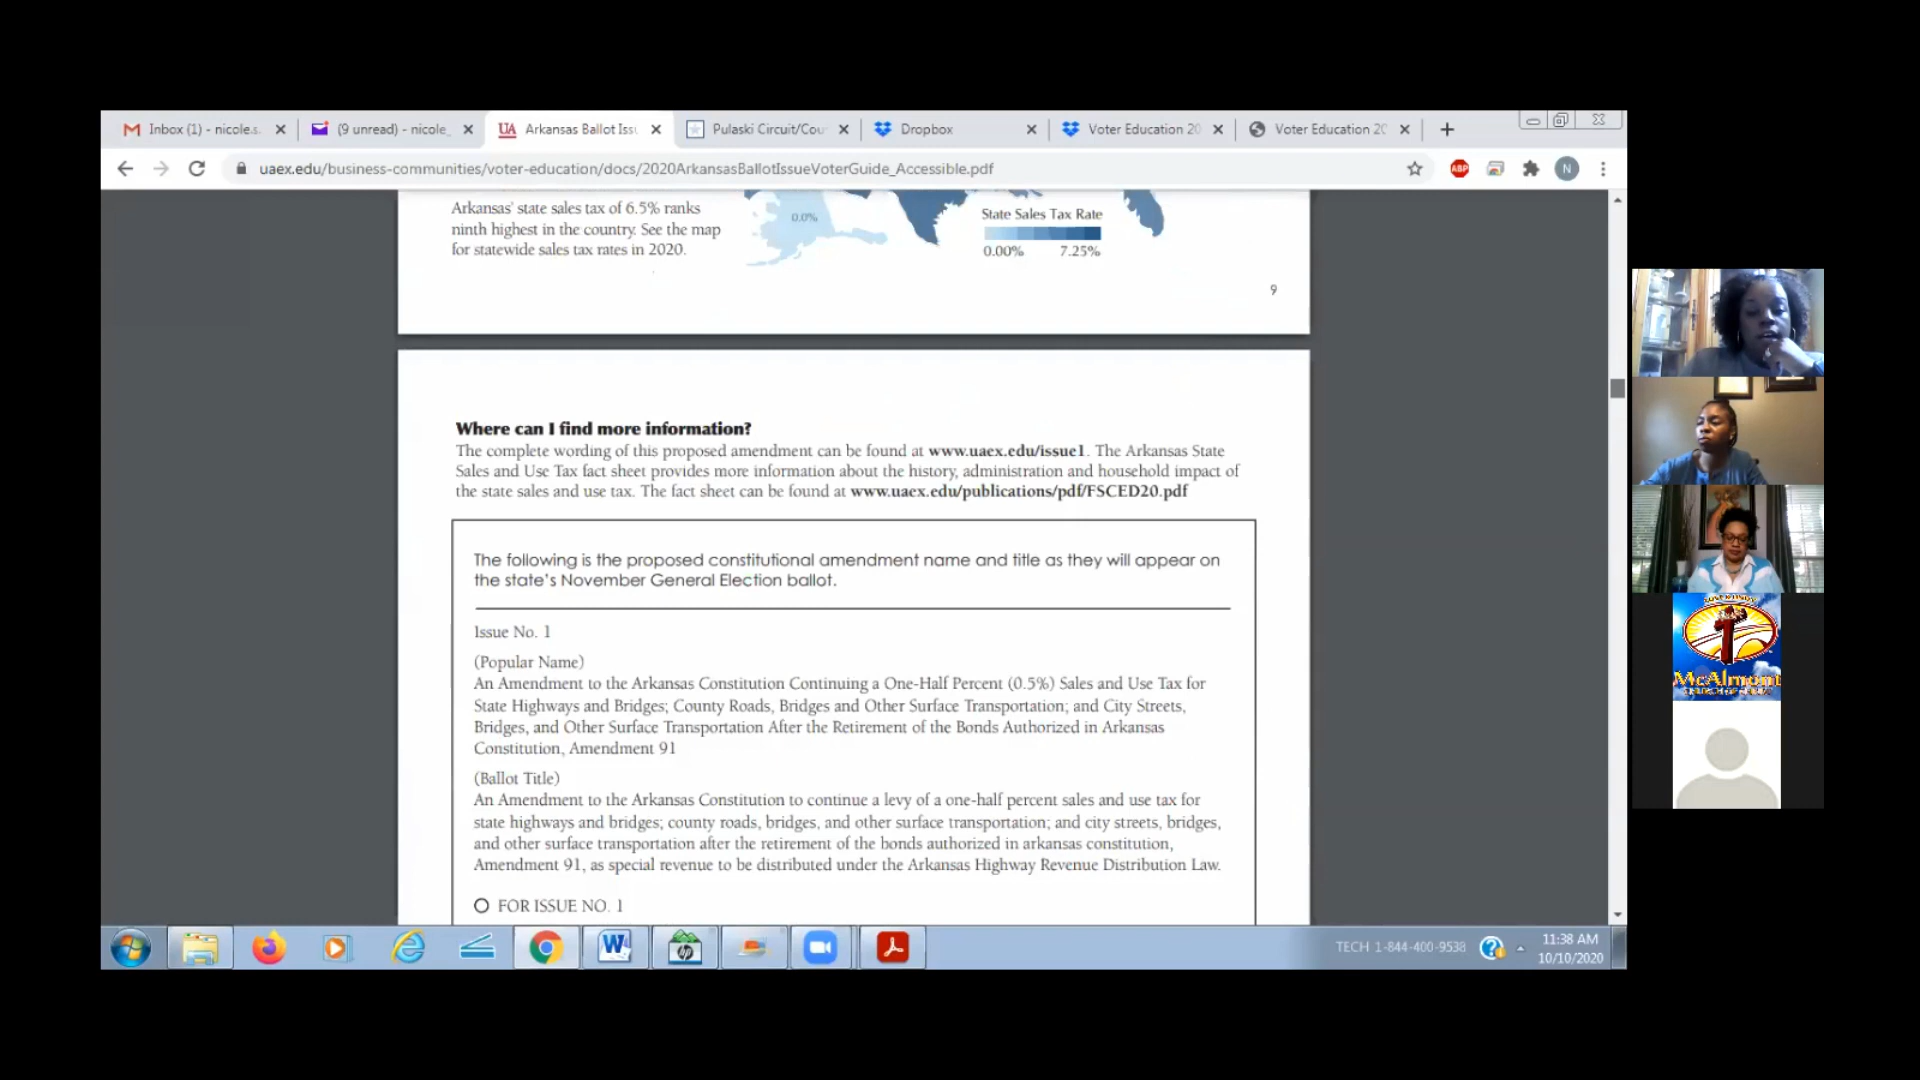 Inbox (1) - nicole.s.
(9 unread) - nicole_
UA Arkansas Ballot Issu
Pulaski Circuit/Cou
Dropbox
Voter Education 20
Voter Education 20
uaex.edu/business-communities/voter-education/docs/2020ArkansasBallotIssueVoterGuide_Accessible.pdf
ABP
N
Arkansas' state sales tax of 6.5% ranks
ninth highest in the country. See the map
for statewide sales tax rates in 2020.
0.0%
State Sales Tax Rate
0.00% 7.25%
9
Where can I find more information?
The complete wording of this proposed amendment can be found at www.uaex.edu/issue1. The Arkansas State
Sales and Use Tax fact sheet provides more information about the history, administration and household impact of
the state sales and use tax. The fact sheet can be found at www.uaex.edu/publications/pdf/FSCED20.pdf
The following is the proposed constitutional amendment name and title as they will appear on
the state's November General Election ballot.
Issue No. 1
(Popular Name)
An Amendment to the Arkansas Constitution Continuing a One-Half Percent (0.5%) Sales and Use Tax for
State Highways and Bridges; County Roads, Bridges and Other Surface Transportation; and City Streets,
Bridges, and Other Surface Transportation After the Retirement of the Bonds Authorized in Arkansas
Constitution, Amendment 91
(Ballot Title)
An Amendment to the Arkansas Constitution to continue a levy of a one-half percent sales and use tax for
state highways and bridges; county roads, bridges, and other surface transportation; and city streets, bridges,
and other surface transportation after the retirement of the bonds authorized in arkansas constitution,
Amendment 91, as special revenue to be distributed under the Arkansas Highway Revenue Distribution Law.
FOR ISSUE NO. 1
McAlmont
TECH 1-844-400-9538
11:38 AM
10/10/2020